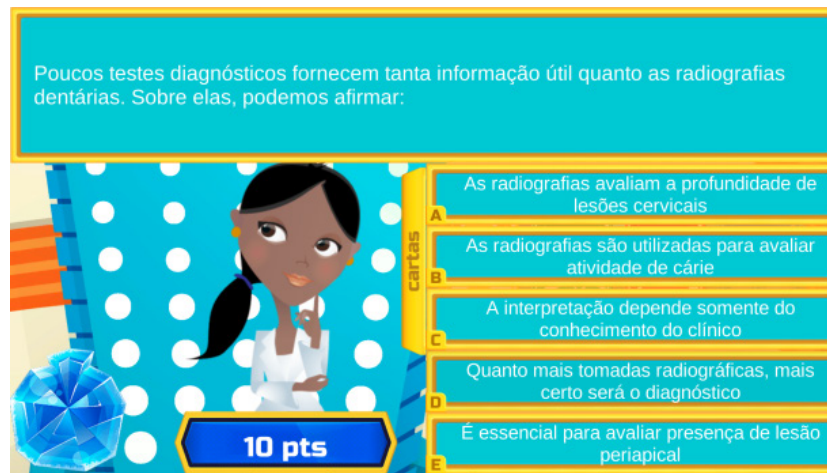 Poucos testes diagnósticos fornecem tanta informação útil quanto as radiografias
dentárias. Sobre elas, podemos afirmar:
cartas
A
As radiografias avaliam a profundidade de
lesões cervicais
B
As radiografias são utilizadas para avaliar
atividade de cárie
C
A interpretação depende somente do
conhecimento do clínico
D
Quanto mais tomadas radiográficas, mais
certo será o diagnóstico
E
É essencial para avaliar presença de lesão
periapical
10 pts